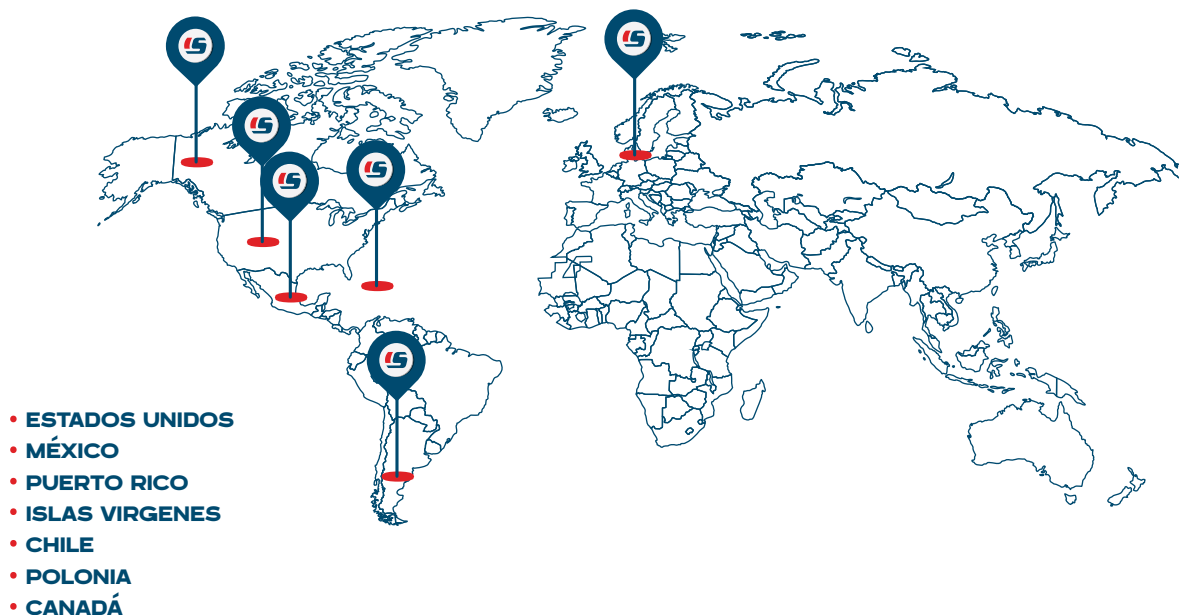 • ESTADOS UNIDOS
• MÉXICO
• PUERTO RICO
• ISLAS VIRGENES
• CHILE
• POLONIA
• CANADÁ